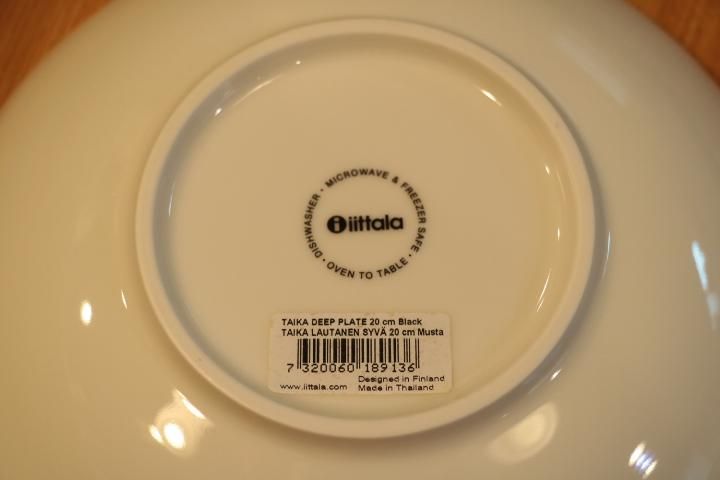 DISHWASHER · MICROWAVE & FREEZER SAFE · OVEN TO TABLE ·
iittala
TAIKA DEEP PLATE 20 cm Black
TAIKA LAUTANEN SYVÄ 20 cm Musta
7 320060 189136
Designed in Finland
www.iittala.com Made in Thailand